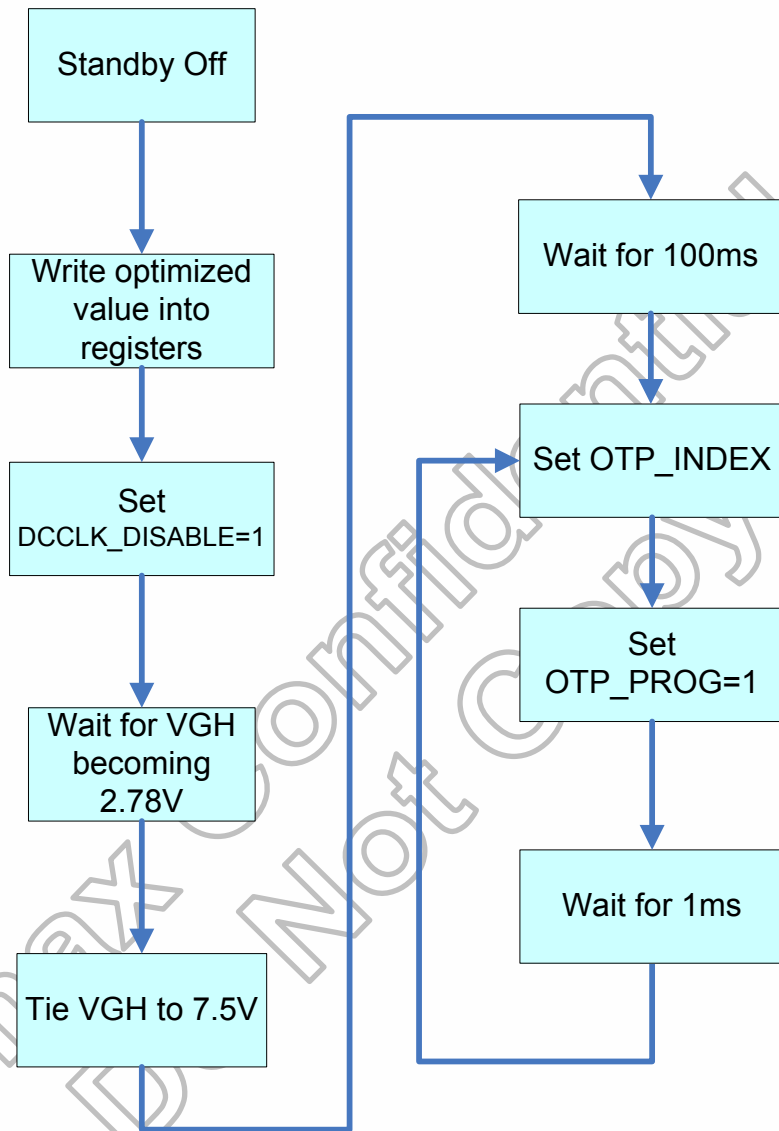 Standby Off
Write optimized
value into
registers
Set
DCCLK_DISABLE=1
Wait for VGH
becoming
2.78V
Tie VGH to 7.5V
Wait for 100ms
Set OTP_INDEX
Set
OTP_PROG=1
Wait for 1ms